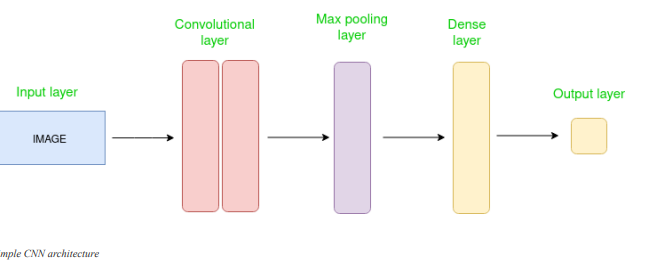 Input layer
IMAGE
Convolutional
layer
Max pooling
layer
Dense
layer
Output layer
mple CNN architecture